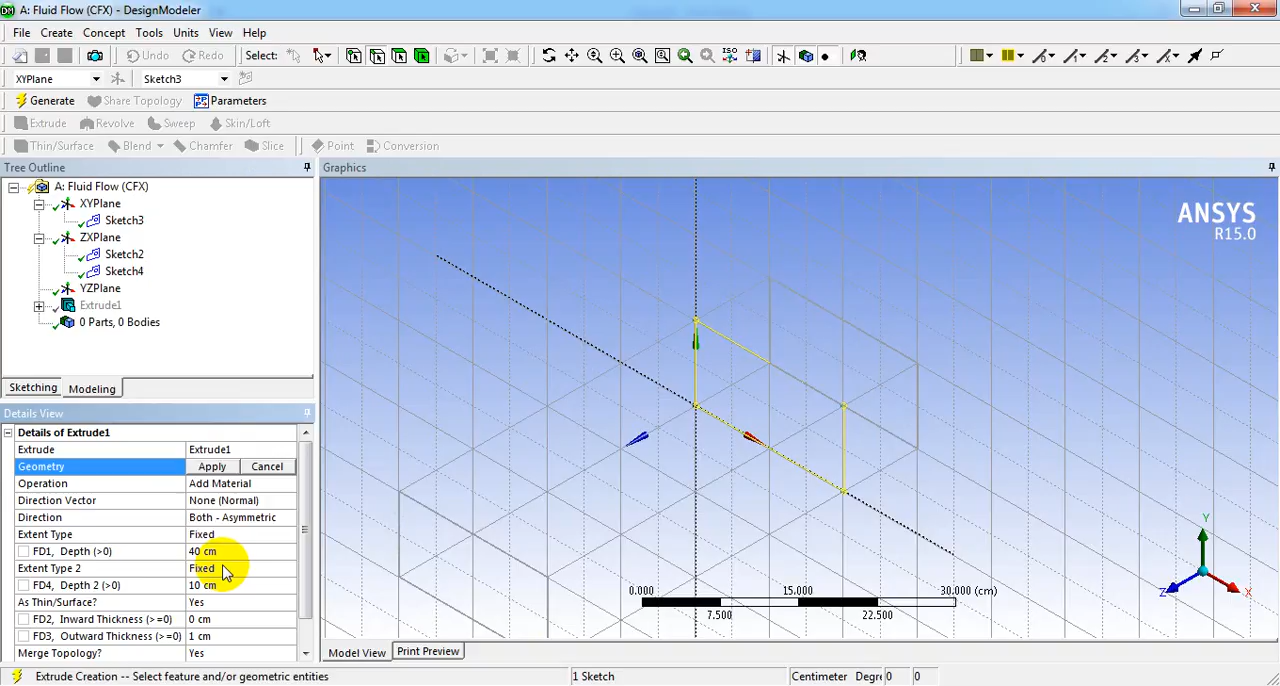 A: Fluid Flow (CFX) - DesignModeler
File Create Concept Tools Units View Help
Undo Redo Select: ISO
XYPlane Sketch3
Generate Share Topology Parameters
Extrude Revolve Sweep Skin/Loft
Thin/Surface Blend Chamfer Slice Point Conversion
Tree Outline
A: Fluid Flow (CFX)
XYPlane
Sketch3
ZXPlane
Sketch2
Sketch4
YZPlane
Extrude1
0 Parts, 0 Bodies
Sketching Modeling
Details View
Details of Extrude1
Extrude Extrude1
Geometry Apply Cancel
Operation Add Material
Direction Vector None (Normal)
Direction Both - Asymmetric
Extent Type Fixed
FD1, Depth (>0) 40 cm
Extent Type 2 Fixed
FD4, Depth 2 (>0) 10 cm
As Thin/Surface? Yes
FD2, Inward Thickness (>=0) 0 cm
FD3, Outward Thickness (>=0) 1 cm
Merge Topology? Yes
Graphics
ANSYS
R15.0
0.000 15.000 30.000 (cm)
7.500 22.500
Y
Z X
Model View Print Preview
Extrude Creation -- Select feature and/or geometric entities 1 Sketch Centimeter Degre 0 0